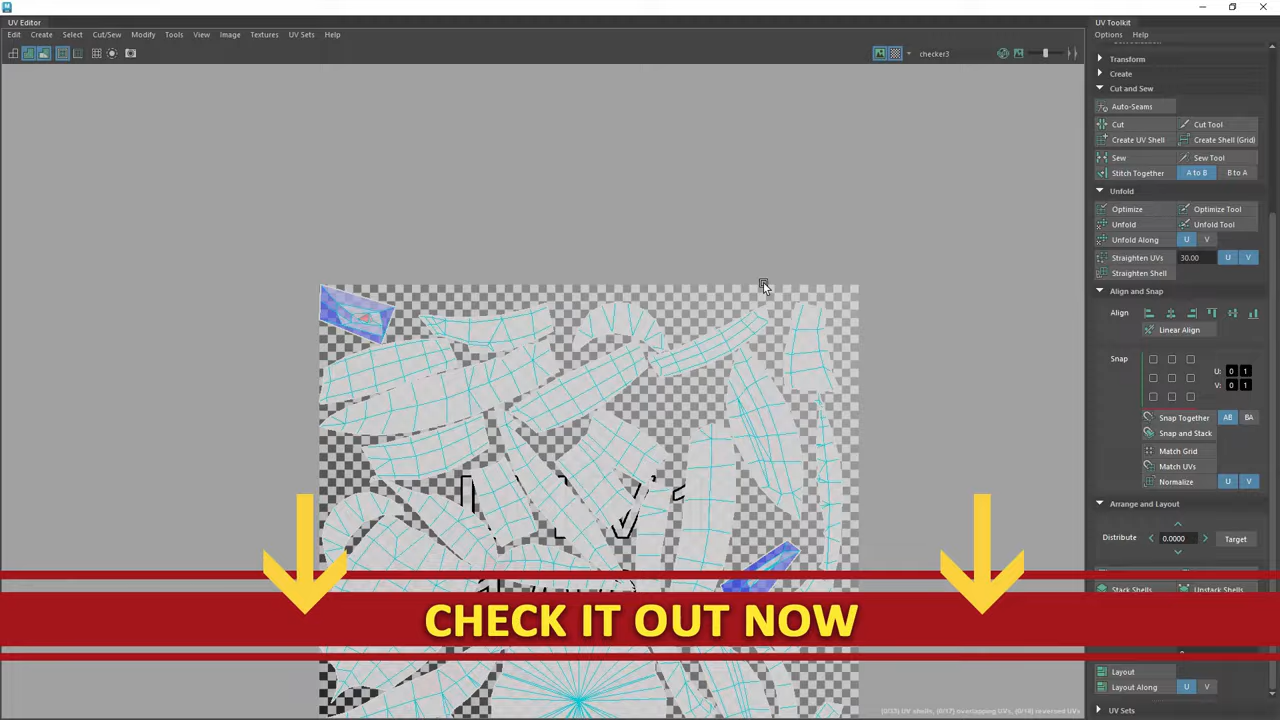 UV Editor
UV Toolkit
Edit Create Select Cut/Sew Modify Tools View Image Textures UV Sets Help
Options Help
checker3
Transform
Create
Cut and Sew
Auto-Seams
Cut Cut Tool
Create UV Shell Create Shell (Grid)
Sew Sew Tool
Stitch Together A to B B to A
Unfold
Optimize Optimize Tool
Unfold Unfold Tool
Unfold Along U V
Straighten UVs 30.00 U V
Straighten Shell
Align and Snap
Align
Linear Align
Snap
U: 0 1
V: 0 1
Snap Together AB BA
Snap and Stack
Match Grid
Match UVs
Normalize U V
Arrange and Layout
Distribute 0.0000 Target
Stack Shells Unstack Shells
CHECK IT OUT NOW
Layout
Layout Along U V
UV Sets